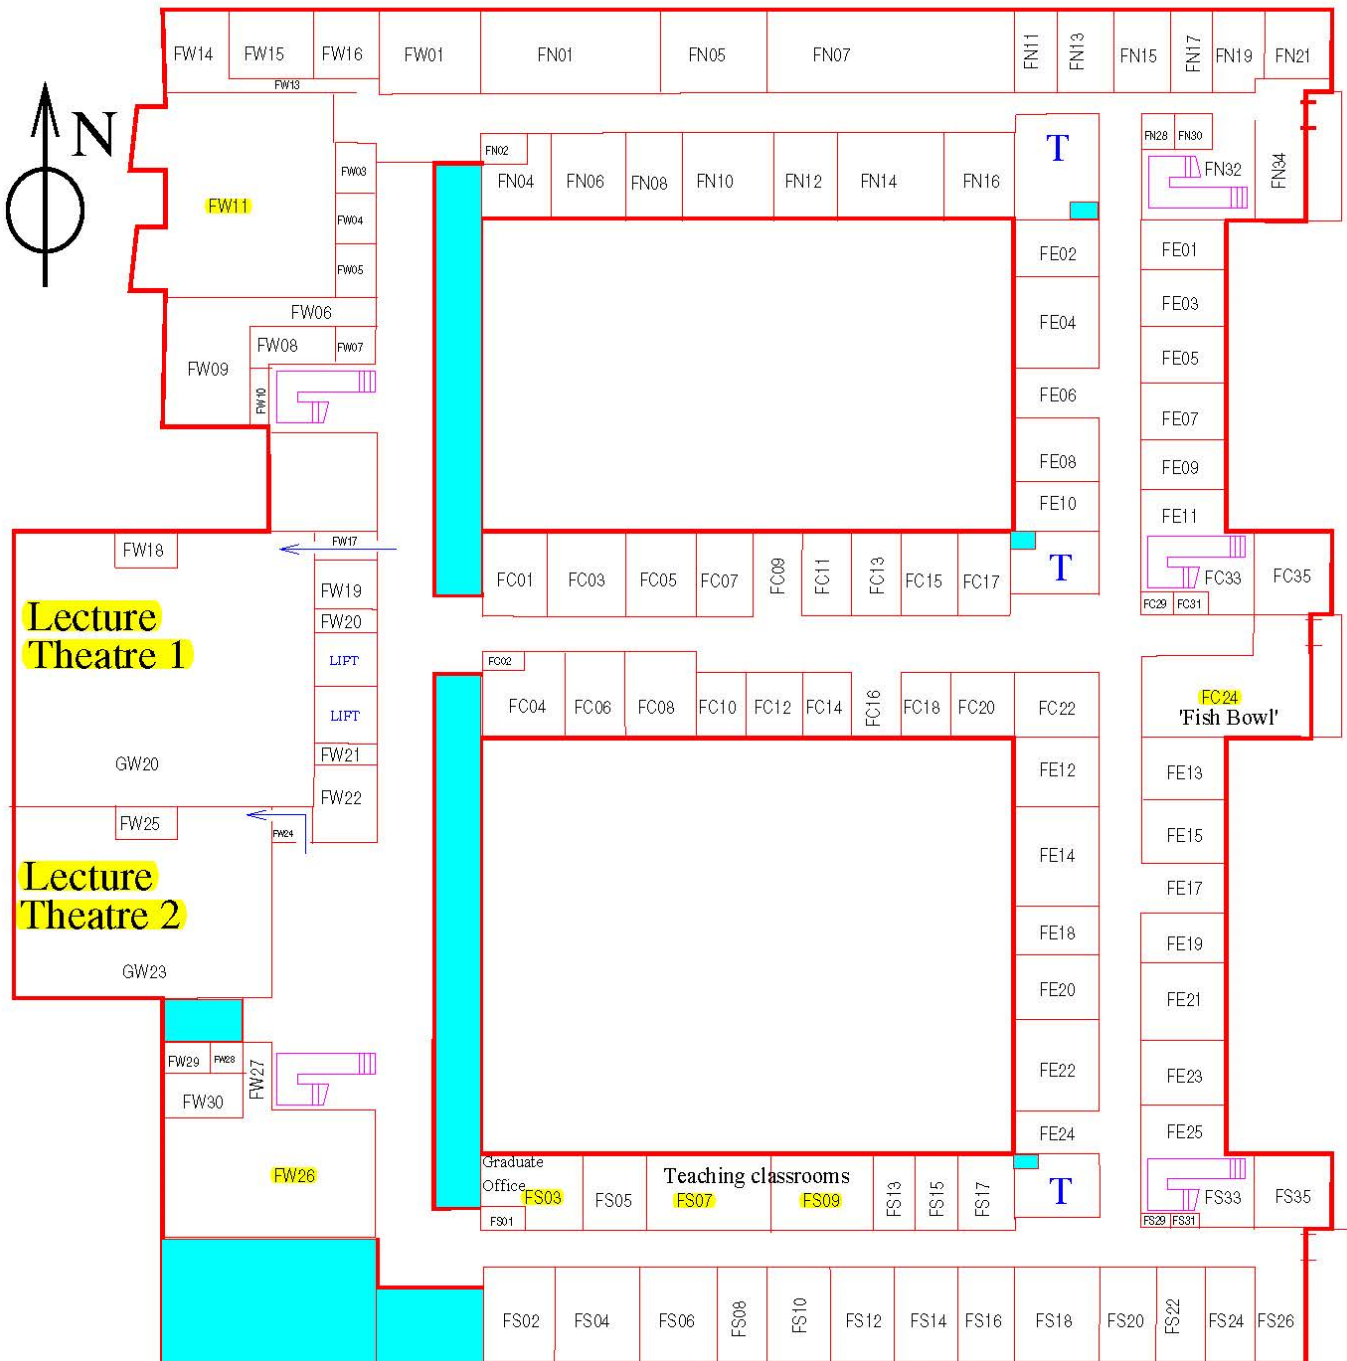 FW14 FW15 FW16 FW01 FN01 FN05 FN07 FN11 FN13 FN15 FN17 FN19 FN21
FW13
N
FN02 FN28 FN30
T
FW03 FN04 FN06 FN08 FN10 FN12 FN14 FN16 FN32 FN34
FW11
FW04
FE02 FE01
FW05
FW06 FE04 FE03
FW08 FW07 FE05
FW09
FW10 FE06 FE07
FE08 FE09
FE10 FE11
FW17
FW18
FC01 FC03 FC05 FC07 FC09 FC11 FC13 FC15 FC17 T FC33 FC35
FW19 FC29 FC31
Lecture
FW20
Theatre 1
LIFT FC02
FC04 FC06 FC08 FC10 FC12 FC14 FC16 FC18 FC20 FC22 FC24
LIFT 'Fish Bowl'
FW21
GW20 FE12 FE13
FW22
FW25 FW24 FE15
Lecture FE14
Theatre 2 FE17
FE18 FE19
GW23 FE20 FE21
FW29 FW28 FW27 FE22 FE23
FW30
FE24 FE25
Graduate
Office Teaching classrooms
FW26 FS03 FS05 FS07 FS09 FS13 FS15 FS17 T FS33 FS35
FS01 FS29 FS31
FS02 FS04 FS06 FS08 FS10 FS12 FS14 FS16 FS18 FS20 FS22 FS24 FS26